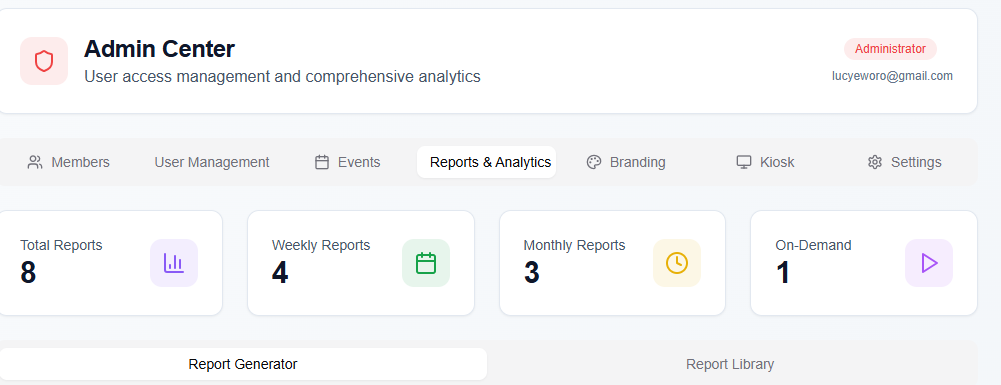 Admin Center
User access management and comprehensive analytics
Administrator
lucyeworo@gmail.com
Members
User Management
Events
Reports & Analytics
Branding
Kiosk
Settings
Total Reports
8
Weekly Reports
4
Monthly Reports
3
On-Demand
1
Report Generator
Report Library